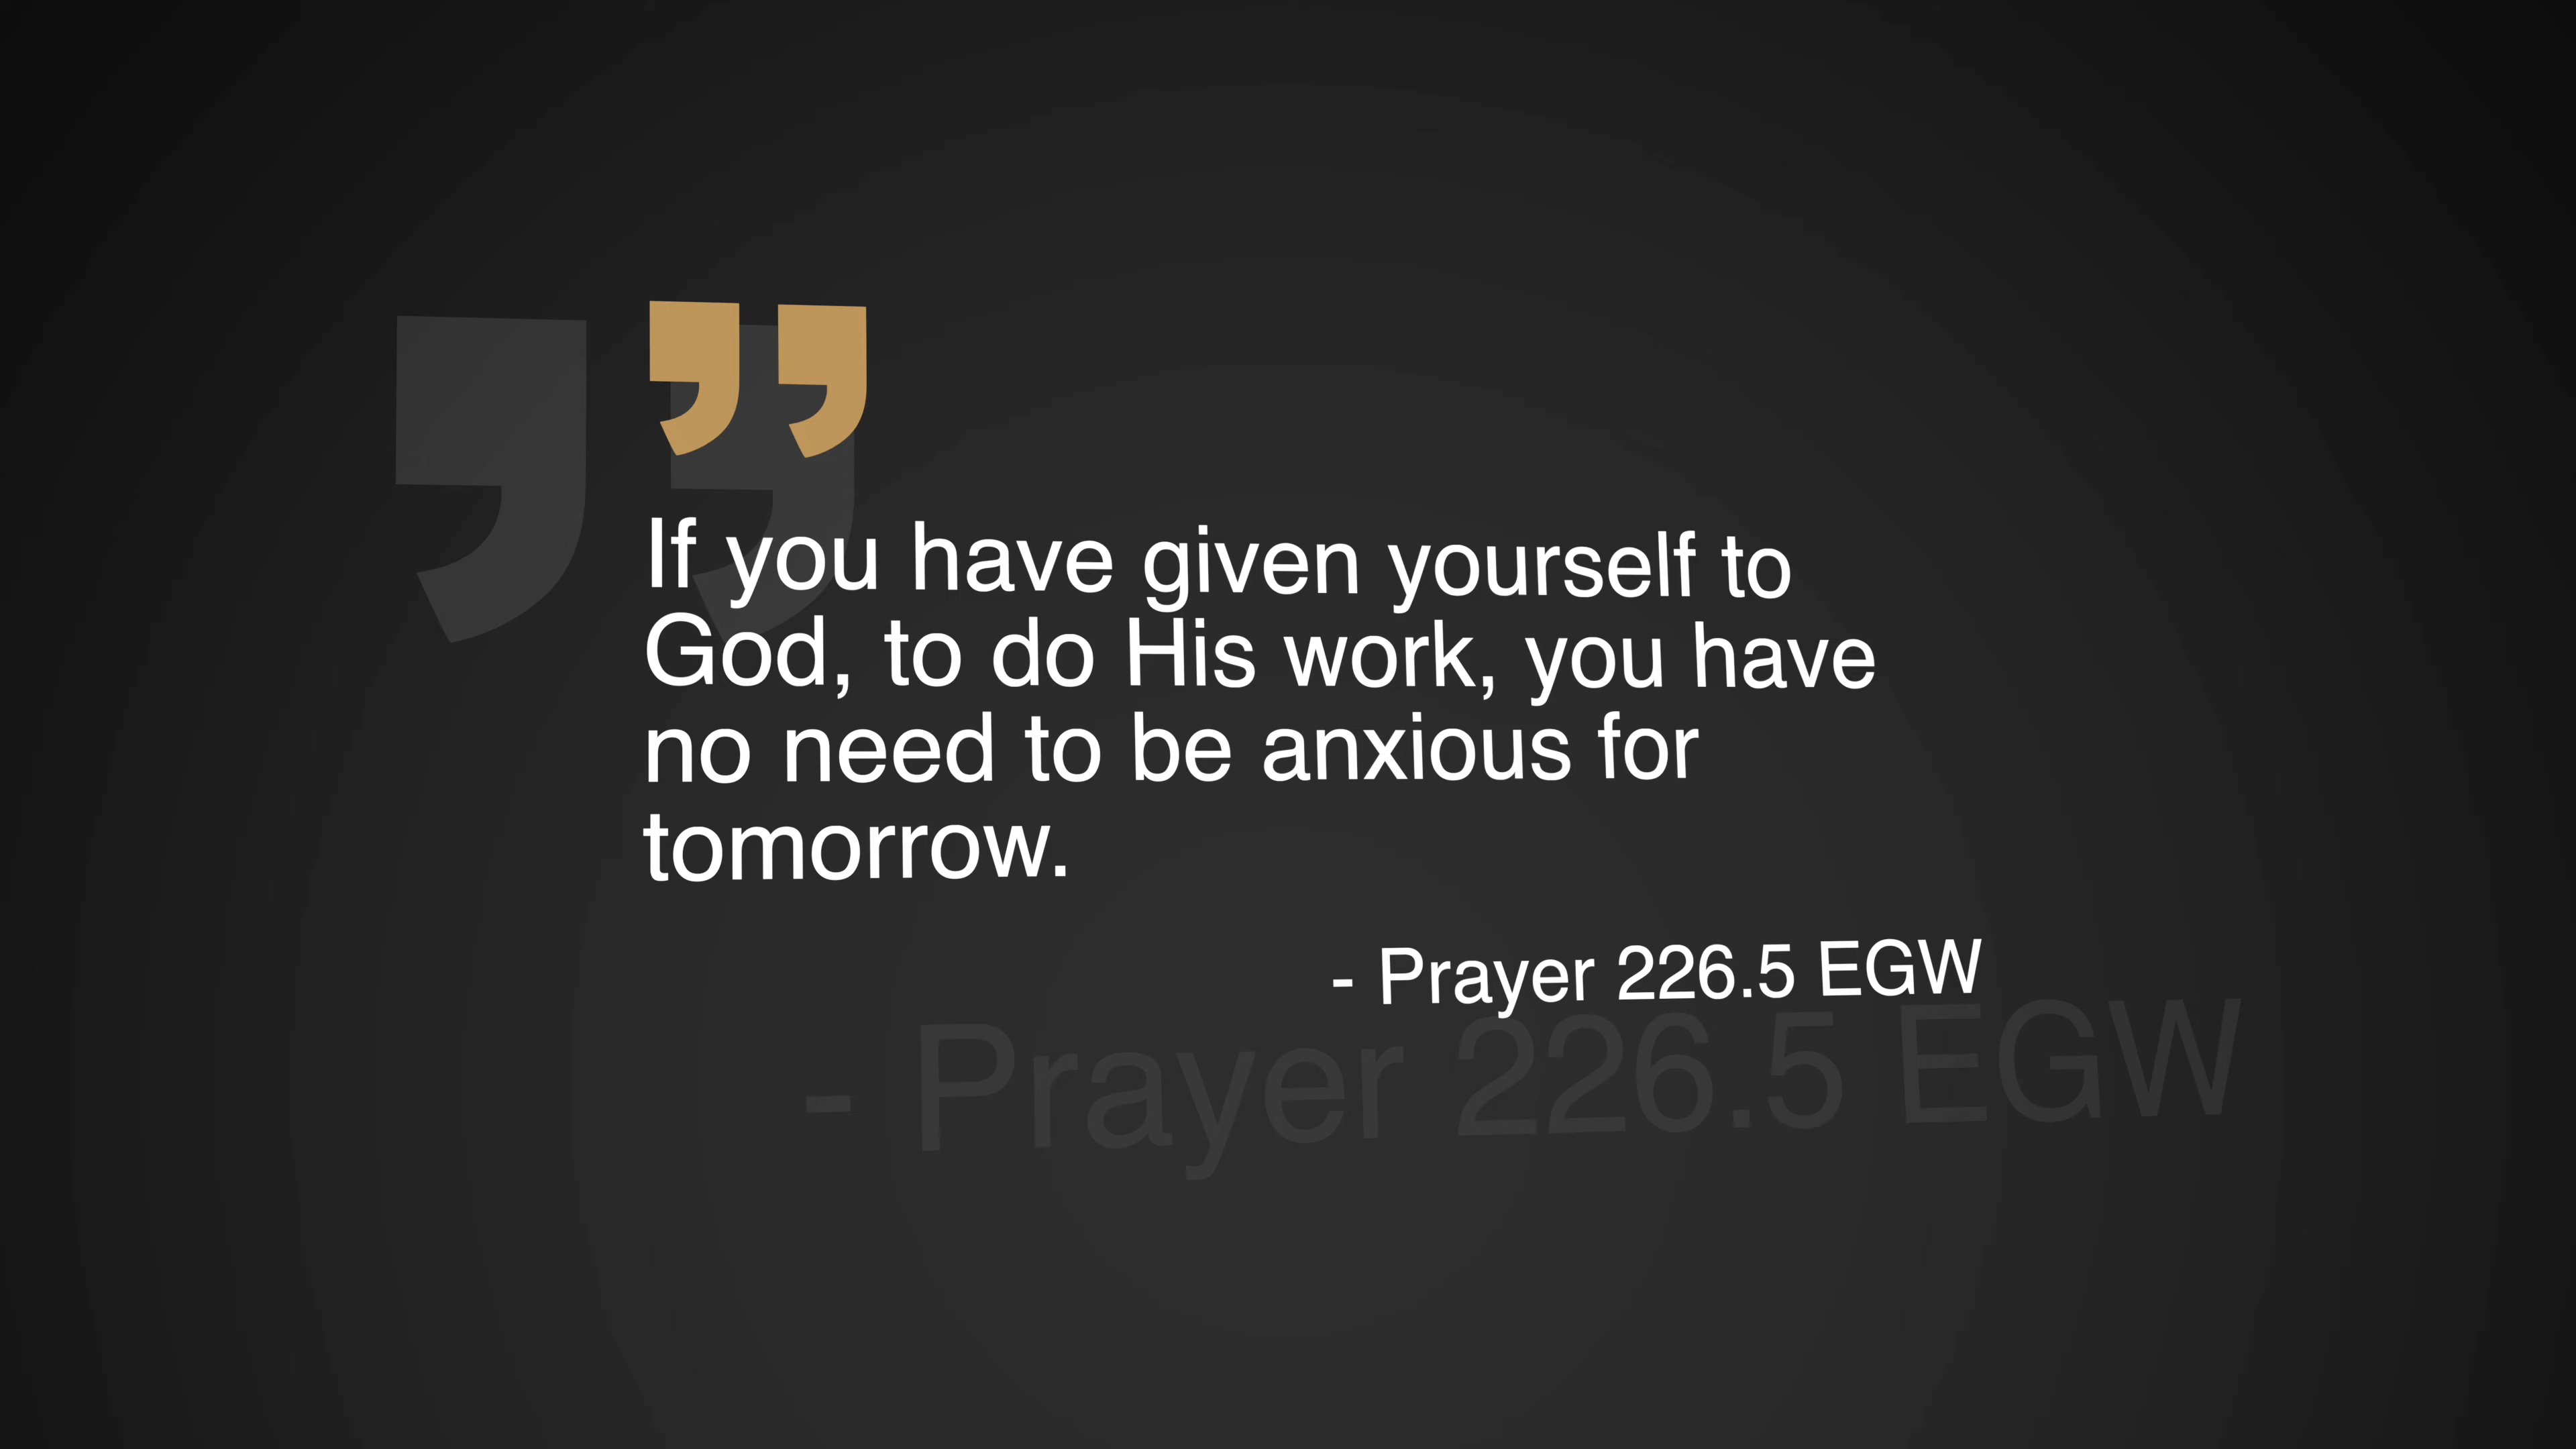 If you have given yourself to
God, to do His work, you have
no need to be anxious for
tomorrow.
- Prayer 226.5 EGW
- Prayer 226.5 EGW